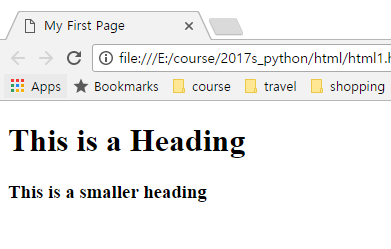 My First Page
file:///E:/course/2017s_python/html/html1.h
Apps Bookmarks course travel shopping
This is a Heading
This is a smaller heading